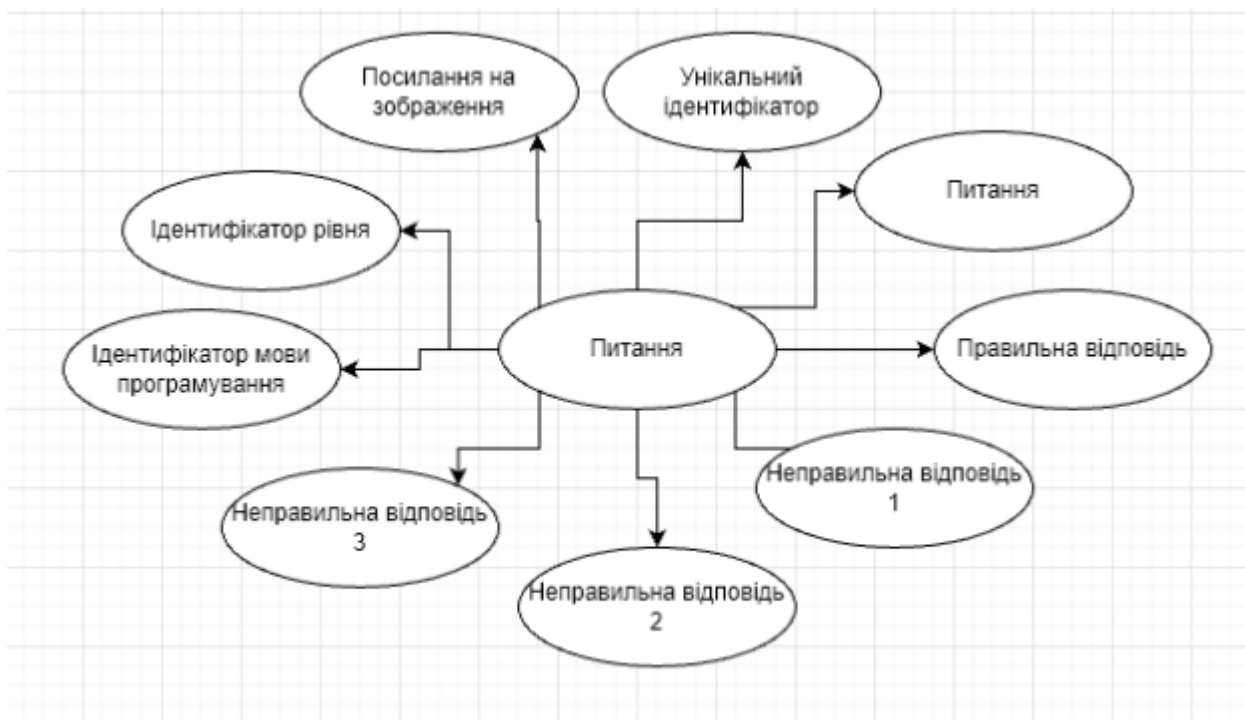 Посилання на
зображення
Унікальний
ідентифікатор
Питання
Ідентифікатор рівня
Ідентифікатор мови
програмування
Питання
Правильна відповідь
Неправильна відповідь
1
Неправильна відповідь
3
Неправильна відповідь
2